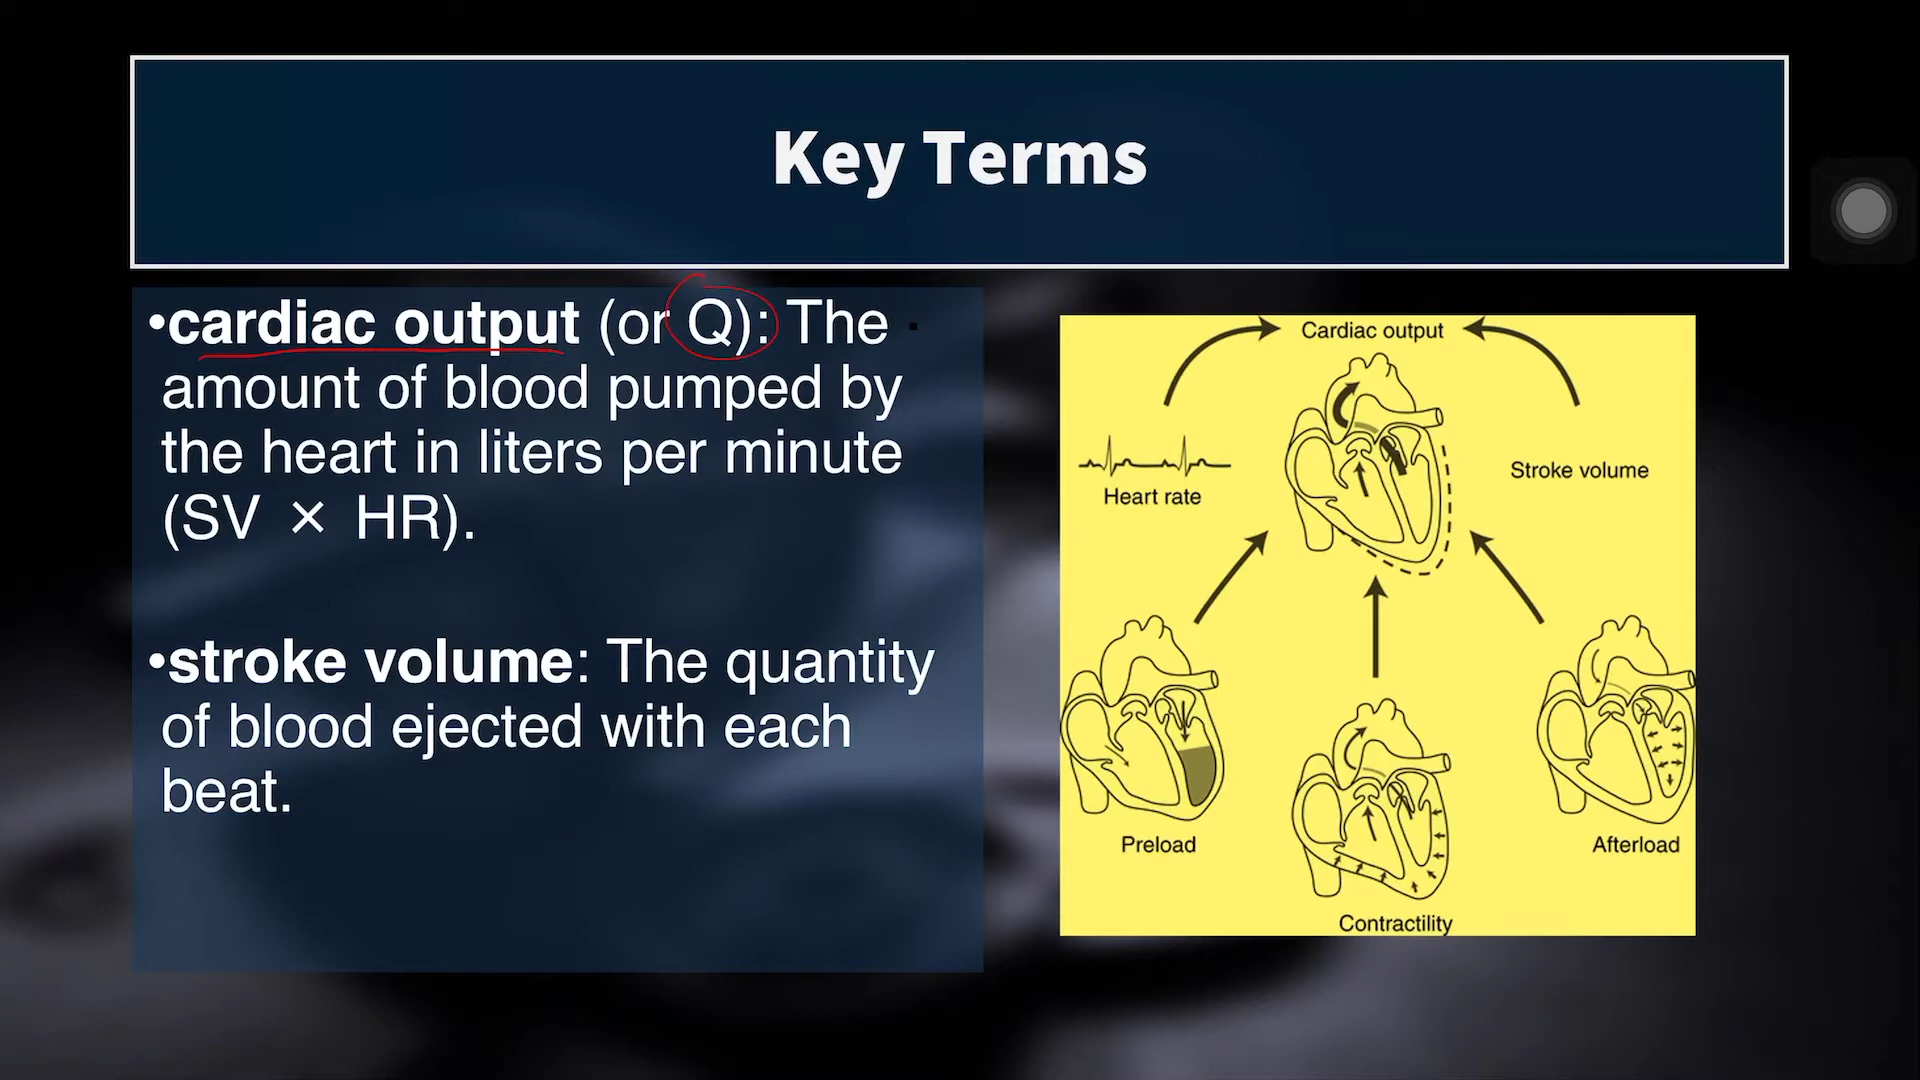 Key Terms
•cardiac output (or Q): The
amount of blood pumped by
the heart in liters per minute
(SV × HR).
•stroke volume: The quantity
of blood ejected with each
beat.
Cardiac output
Heart rate
Stroke volume
Preload
Afterload
Contractility